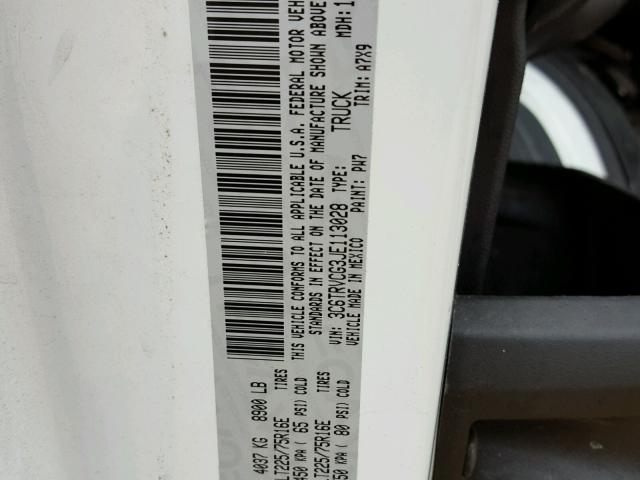 4037 KG 8900 LB
TIRES
LT225/75R16E
450 KPA ( 65 PSI) COLD
TIRES
LT225/75R16E
550 KPA ( 80 PSI) COLD
THIS VEHICLE CONFORMS TO ALL APPLICABLE U.S.A. FEDERAL MOTOR VEH
STANDARDS IN EFFECT ON THE DATE OF MANUFACTURE SHOWN ABOVE
VIN: 3C6TRVCG3JE113028 TYPE: TRUCK MDH: 1
VEHICLE MADE IN MEXICO PAINT: PW7 TRIM: A7X9